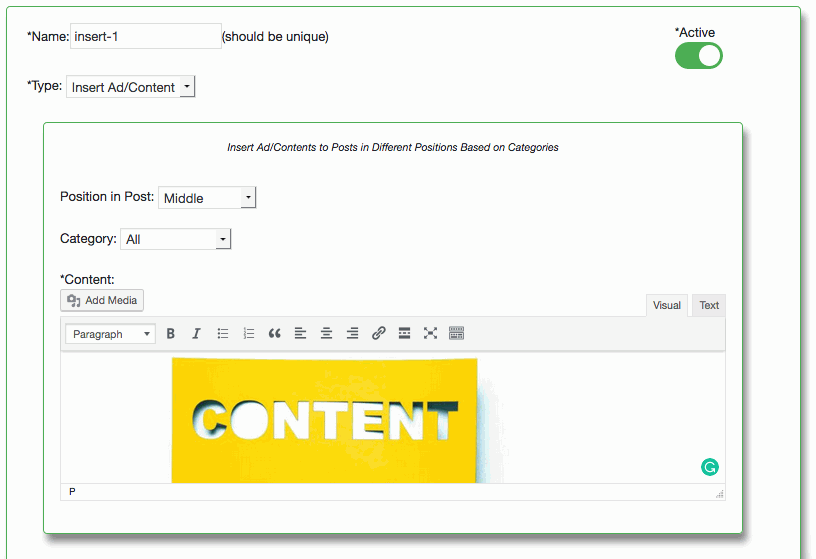 *Name: insert-1 (should be unique)
*Active
*Type: Insert Ad/Content
Insert Ad/Contents to Posts in Different Positions Based on Categories
Position in Post: Middle
Category: All
*Content:
Add Media
Visual Text
Paragraph B I
CONTENT
P